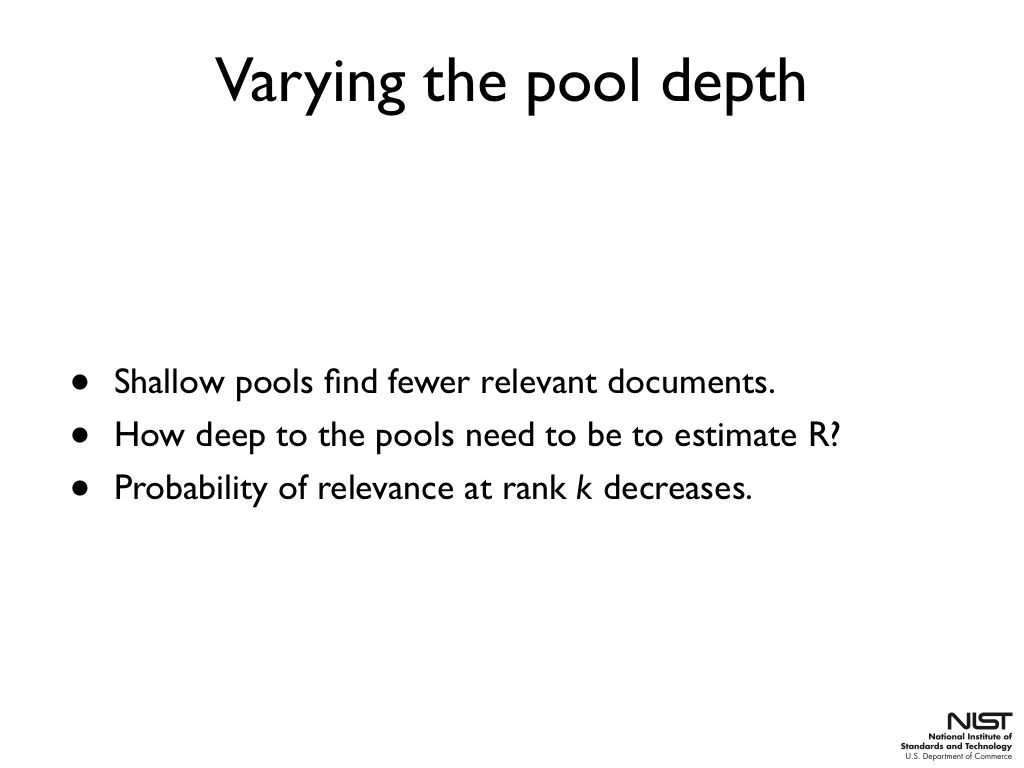 Varying the pool depth
• Shallow pools find fewer relevant documents.
• How deep to the pools need to be to estimate R?
• Probability of relevance at rank k decreases.
NIST
National Institute of
Standards and Technology
U.S. Department of Commerce